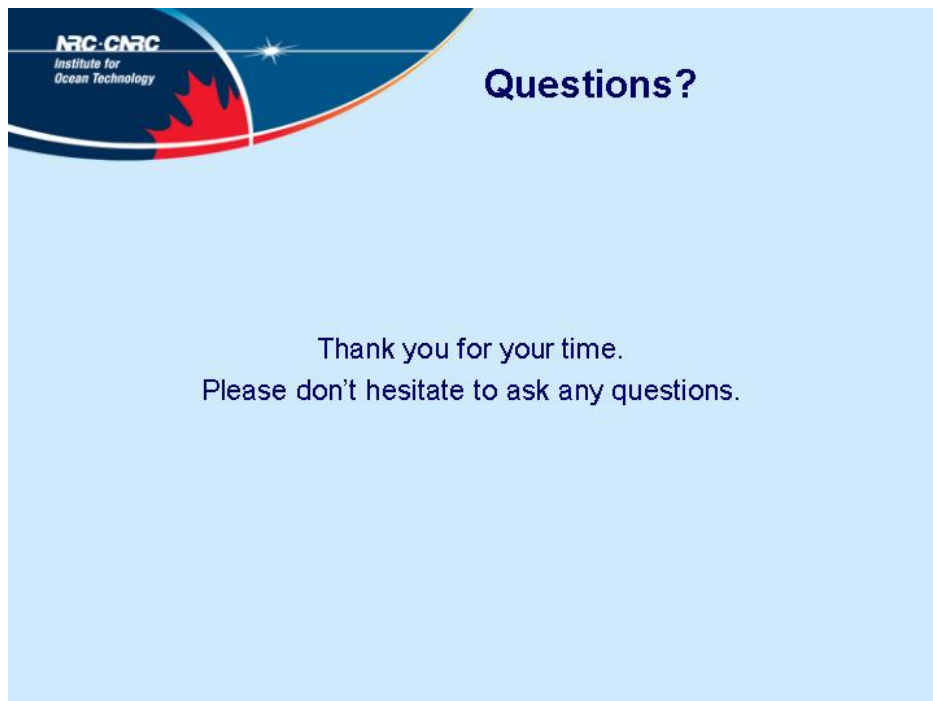 NRC·CNRC
Institute for
Ocean Technology
Questions?
Thank you for your time.
Please don’t hesitate to ask any questions.